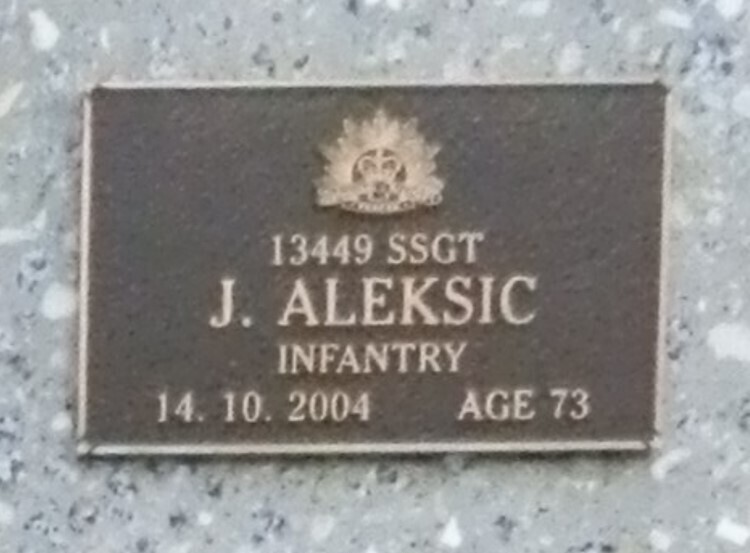 13449 SSGT
J. ALEKSIC
INFANTRY
14. 10. 2004 AGE 73